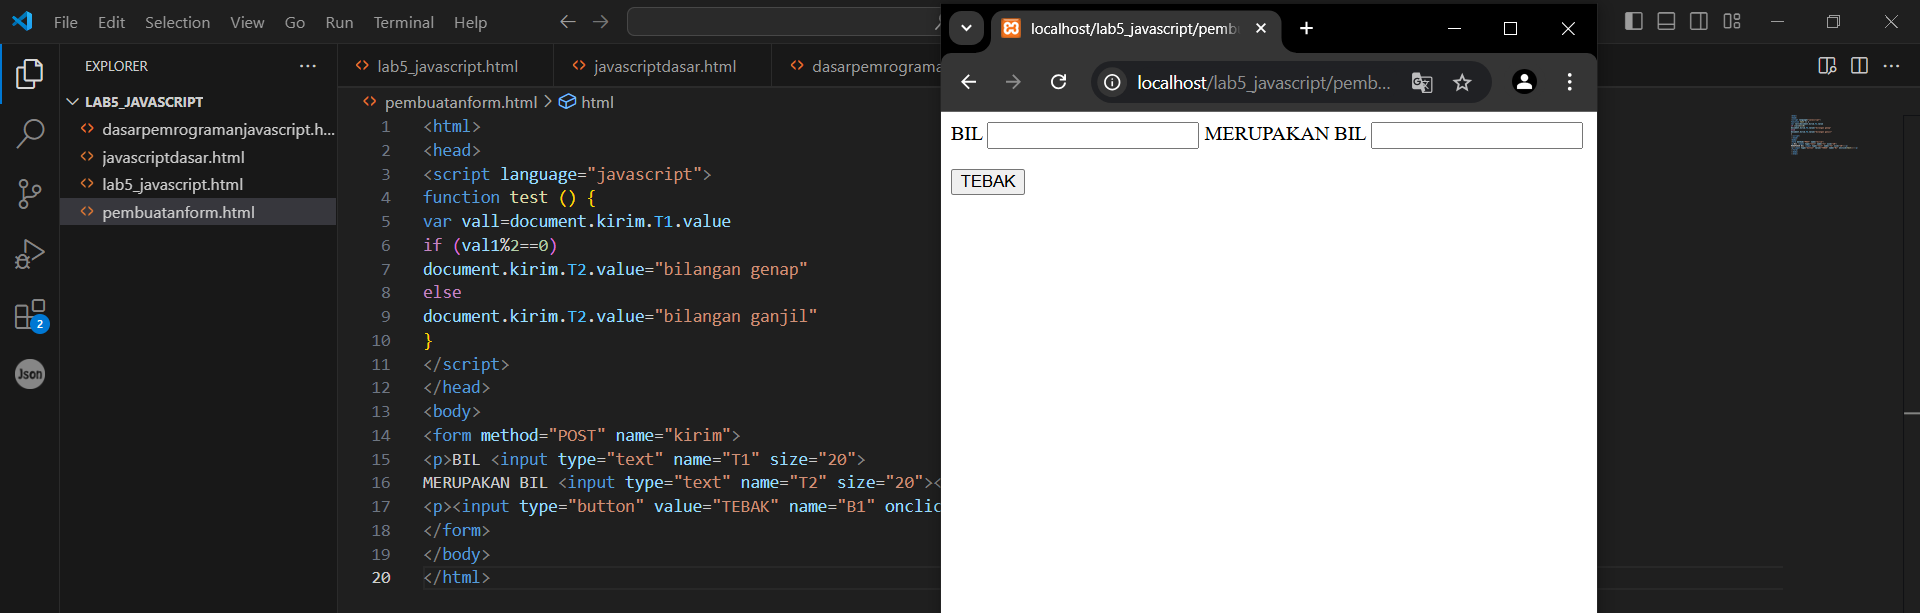 File Edit Selection View Go Run Terminal Help
EXPLORER
LAB5_JAVASCRIPT
dasarpemrogramanjavascript.h...
javascriptdasar.html
lab5_javascript.html
pembuatanform.html
2
Json
lab5_javascript.html javascriptdasar.html dasarpemrograma
pembuatanform.html > html
1 <html>
2 <head>
3 <script language="javascript">
4 function test () {
5 var vall=document.kirim.T1.value
6 if (val1%2==0)
7 document.kirim.T2.value="bilangan genap"
8 else
9 document.kirim.T2.value="bilangan ganjil"
10 }
11 </script>
12 </head>
13 <body>
14 <form method="POST" name="kirim">
15 <p>BIL <input type="text" name="T1" size="20">
16 MERUPAKAN BIL <input type="text" name="T2" size="20"><
17 <p><input type="button" value="TEBAK" name="B1" onclic
18 </form>
19 </body>
20 </html>
localhost/lab5_javascript/pemb
localhost/lab5_javascript/pemb...
BIL MERUPAKAN BIL
TEBAK